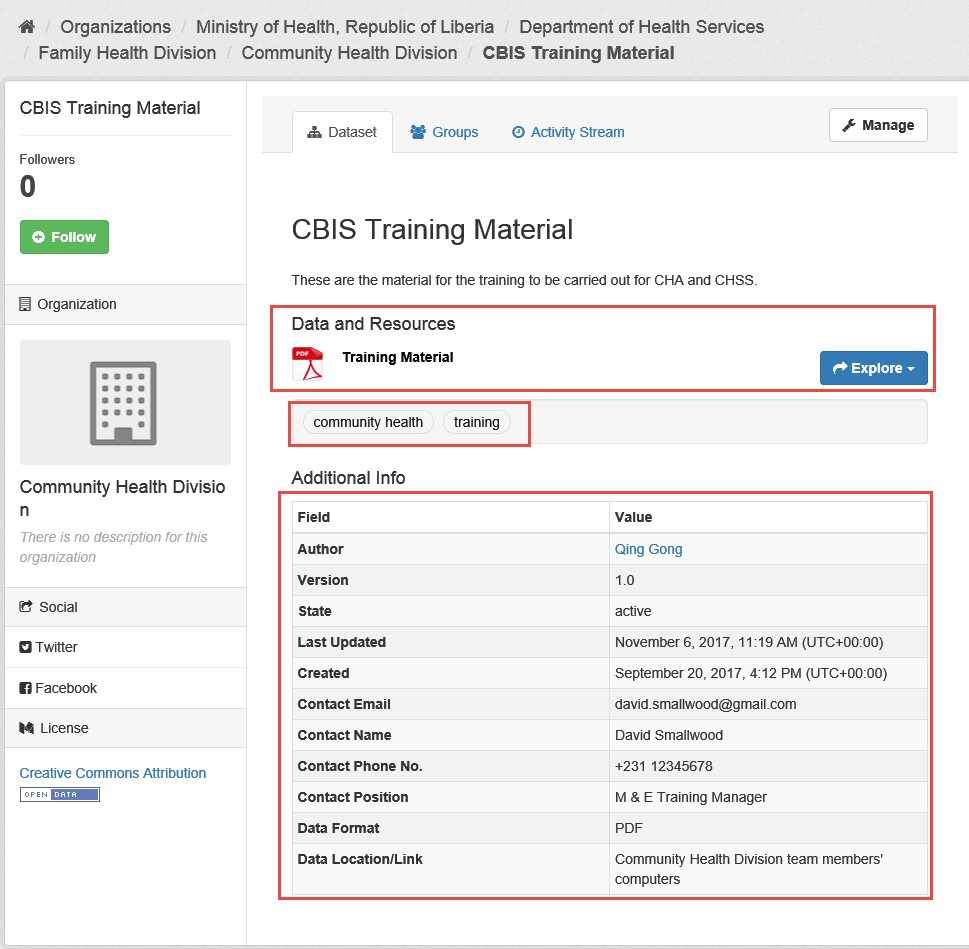 / Organizations / Ministry of Health, Republic of Liberia / Department of Health Services
/ Family Health Division / Community Health Division / CBIS Training Material
CBIS Training Material
Followers
0
Follow
Organization
Community Health Divisio
n
There is no description for this
organization
Social
Twitter
Facebook
License
Creative Commons Attribution
OPEN DATA
Dataset Groups Activity Stream Manage
CBIS Training Material
These are the material for the training to be carried out for CHA and CHSS.
Data and Resources
PDF Training Material
Explore
community health training
Additional Info
Field Value
Author Qing Gong
Version 1.0
State active
Last Updated November 6, 2017, 11:19 AM (UTC+00:00)
Created September 20, 2017, 4:12 PM (UTC+00:00)
Contact Email david.smallwood@gmail.com
Contact Name David Smallwood
Contact Phone No. +231 12345678
Contact Position M & E Training Manager
Data Format PDF
Data Location/Link Community Health Division team members'
computers